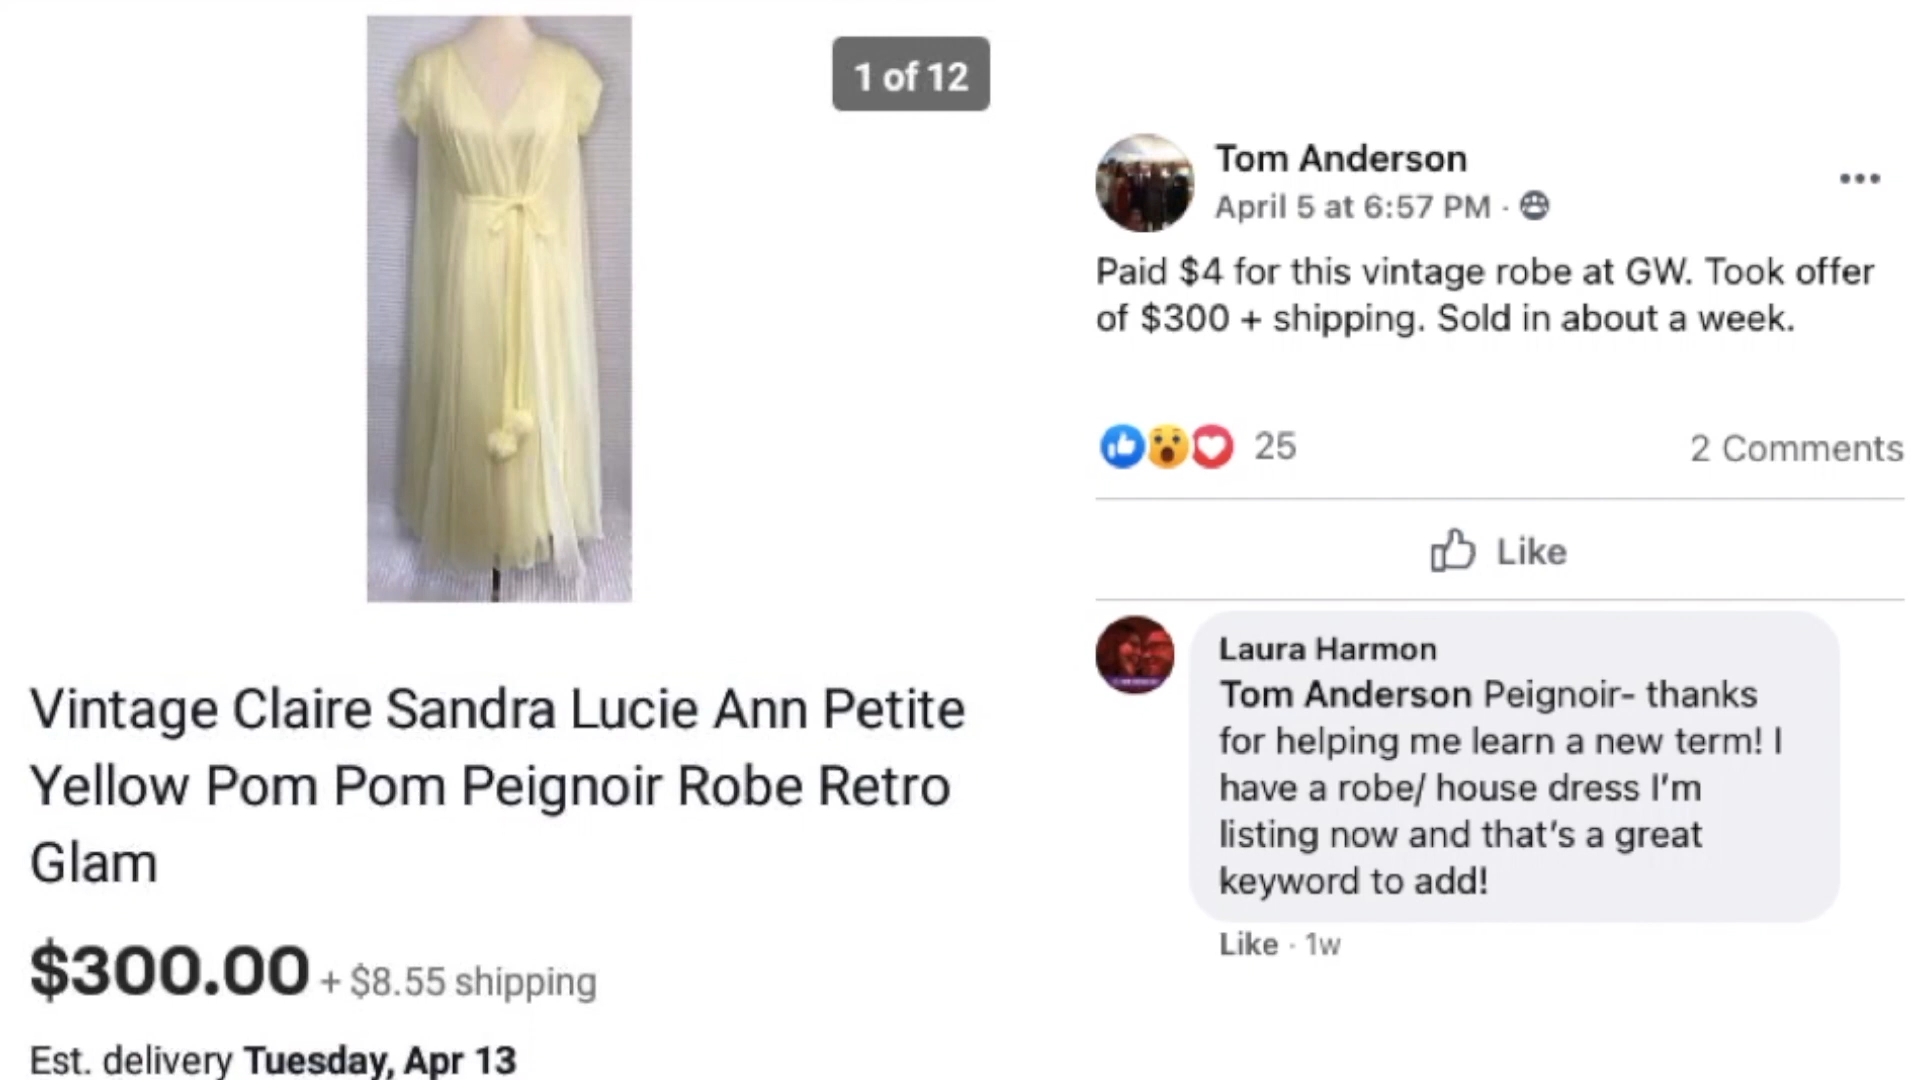 1 of 12
Vintage Claire Sandra Lucie Ann Petite
Yellow Pom Pom Peignoir Robe Retro
Glam
$300.00 + $8.55 shipping
Est. delivery Tuesday, Apr 13
Tom Anderson
April 5 at 6:57 PM ·
Paid $4 for this vintage robe at GW. Took offer
of $300 + shipping. Sold in about a week.
25
2 Comments
Like
Laura Harmon
Tom Anderson Peignoir- thanks
for helping me learn a new term! I
have a robe/ house dress I’m
listing now and that’s a great
keyword to add!
Like · 1w